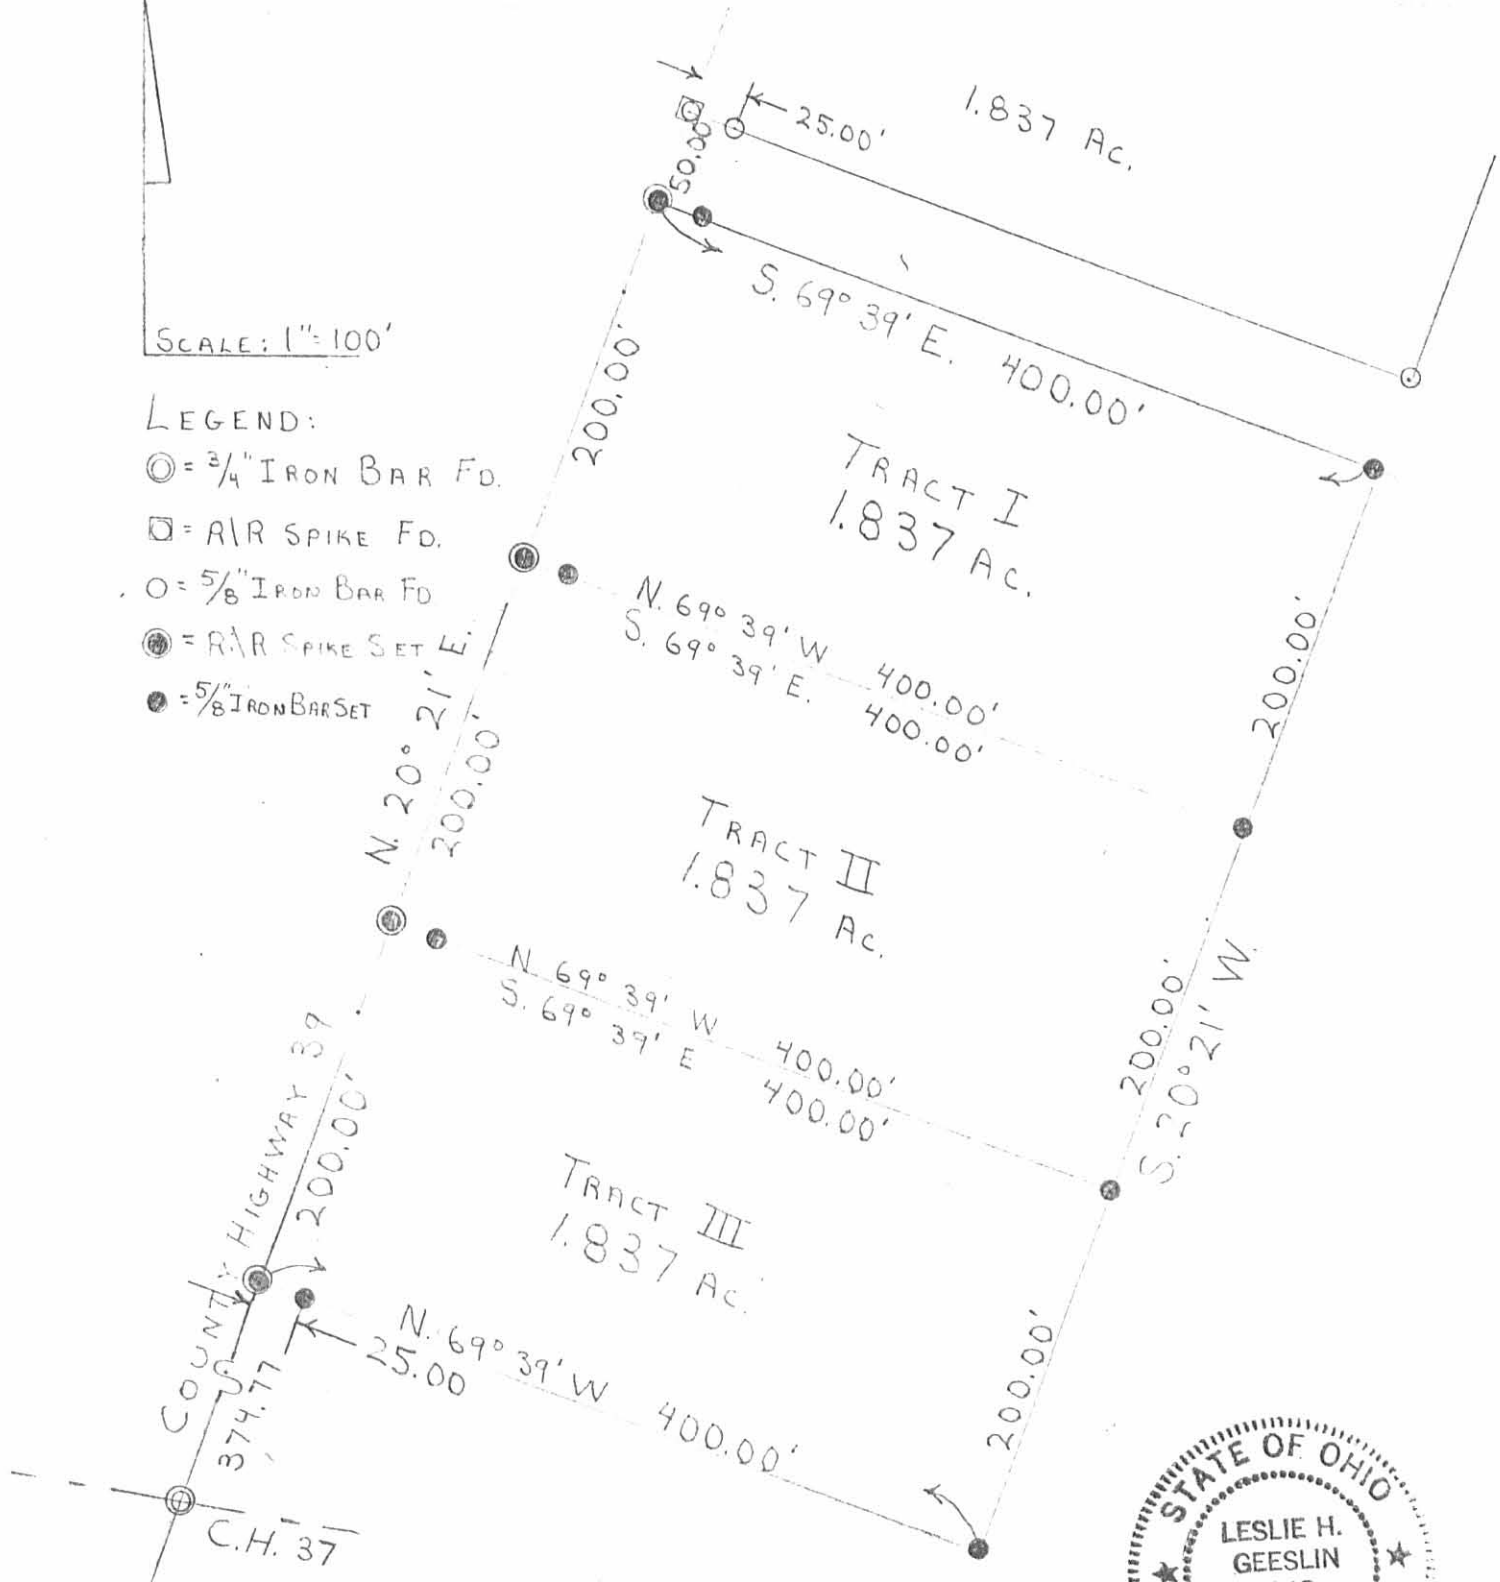 1.837 Ac.
25.00'
50.00'
S. 69° 39' E. 400.00'
SCALE: 1"=100'
200.00'
LEGEND:
◎ = 3/4" IRON BAR FD.
= R\R SPIKE FD.
○ = 5/8" IRON BAR FD
= R.\R SPIKE SET
● = 5/8" IRON BAR SET
TRACT I
1.837 Ac.
N. 69° 39' W 400.00'
S. 69° 39' E. 400.00'
200.00'
N. 20° 21' E.
200.00'
TRACT II
1.837 Ac.
N. 69° 39' W 400.00'
S. 69° 39' E 400.00'
200.00'
S. 20° 21' W.
COUNTY HIGHWAY 39
200.00'
TRACT III
1.837 Ac.
N. 69° 39' W 400.00'
25.00
200.00'
374.77
C.H. 37
STATE OF OHIO
LESLIE H.
GEESLIN